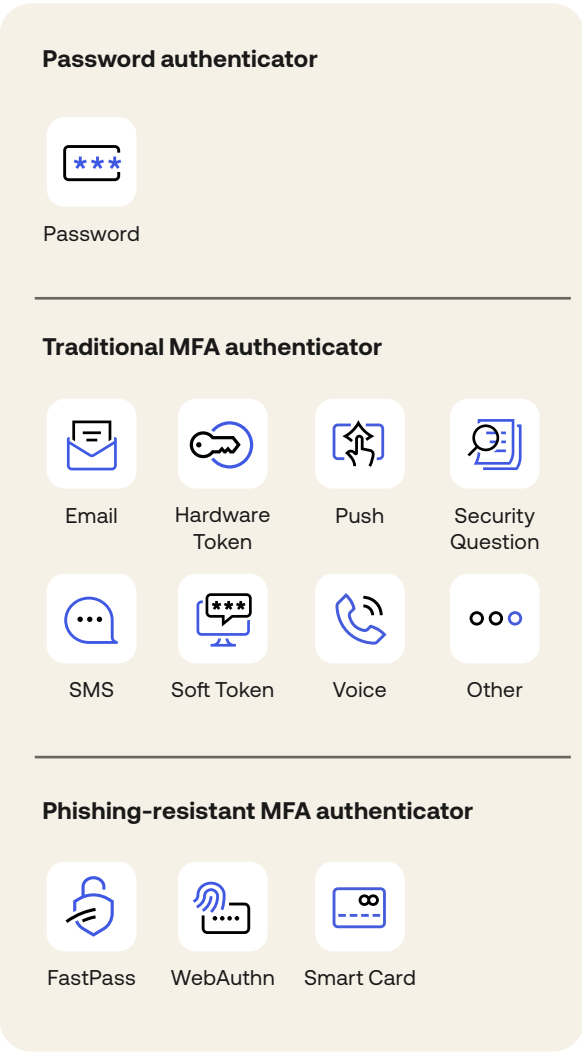 Password authenticator
***
Password
Traditional MFA authenticator
Email
Hardware
Token
Push
Security
Question
***
SMS
Soft Token
Voice
Other
Phishing-resistant MFA authenticator
FastPass
WebAuthn
Smart Card